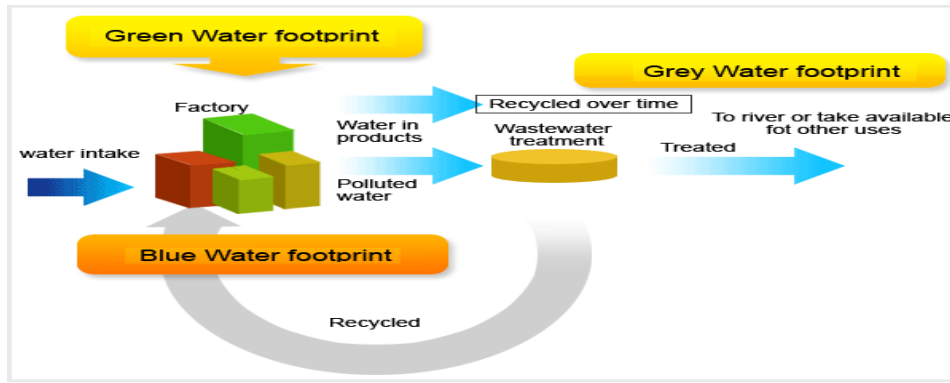 Green Water footprint
Grey Water footprint
Factory
Recycled over time
Water in
products
Wastewater
treatment
To river or take available
fot other uses
water intake
Treated
Polluted
water
Blue Water footprint
Recycled